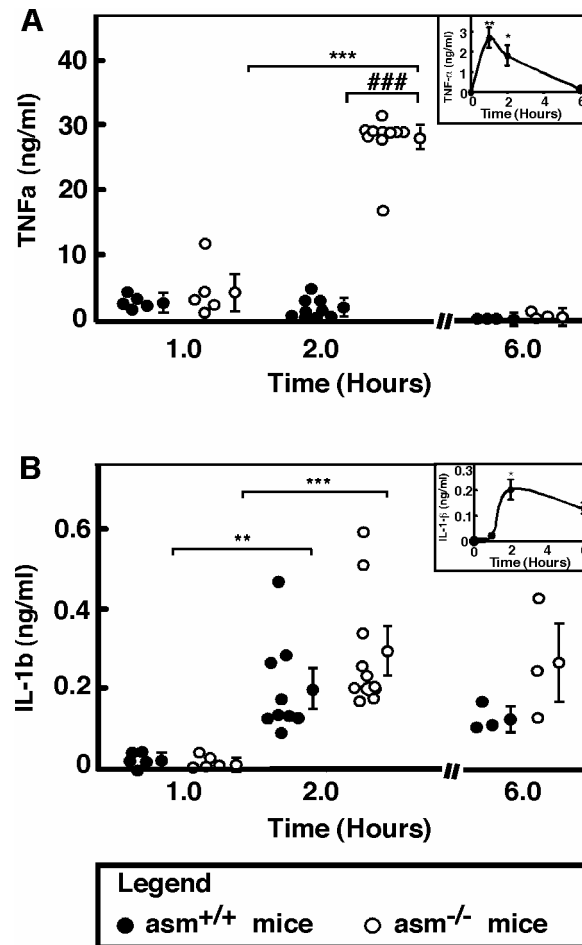 A
TNFa (ng/ml)
40
30
20
10
0
***
###
1.0
2.0
6.0
Time (Hours)
TNF-α (ng/ml)
3
2
1
0
**
*
0
2
4
6
Time (Hours)
B
IL-1b (ng/ml)
0.6
0.4
0.2
0
**
***
1.0
2.0
6.0
Time (Hours)
IL-1-β (ng/ml)
0.3
0.2
0.1
0
*
0
2
4
6
Time (Hours)
Legend
asm+/+ mice
asm-/- mice